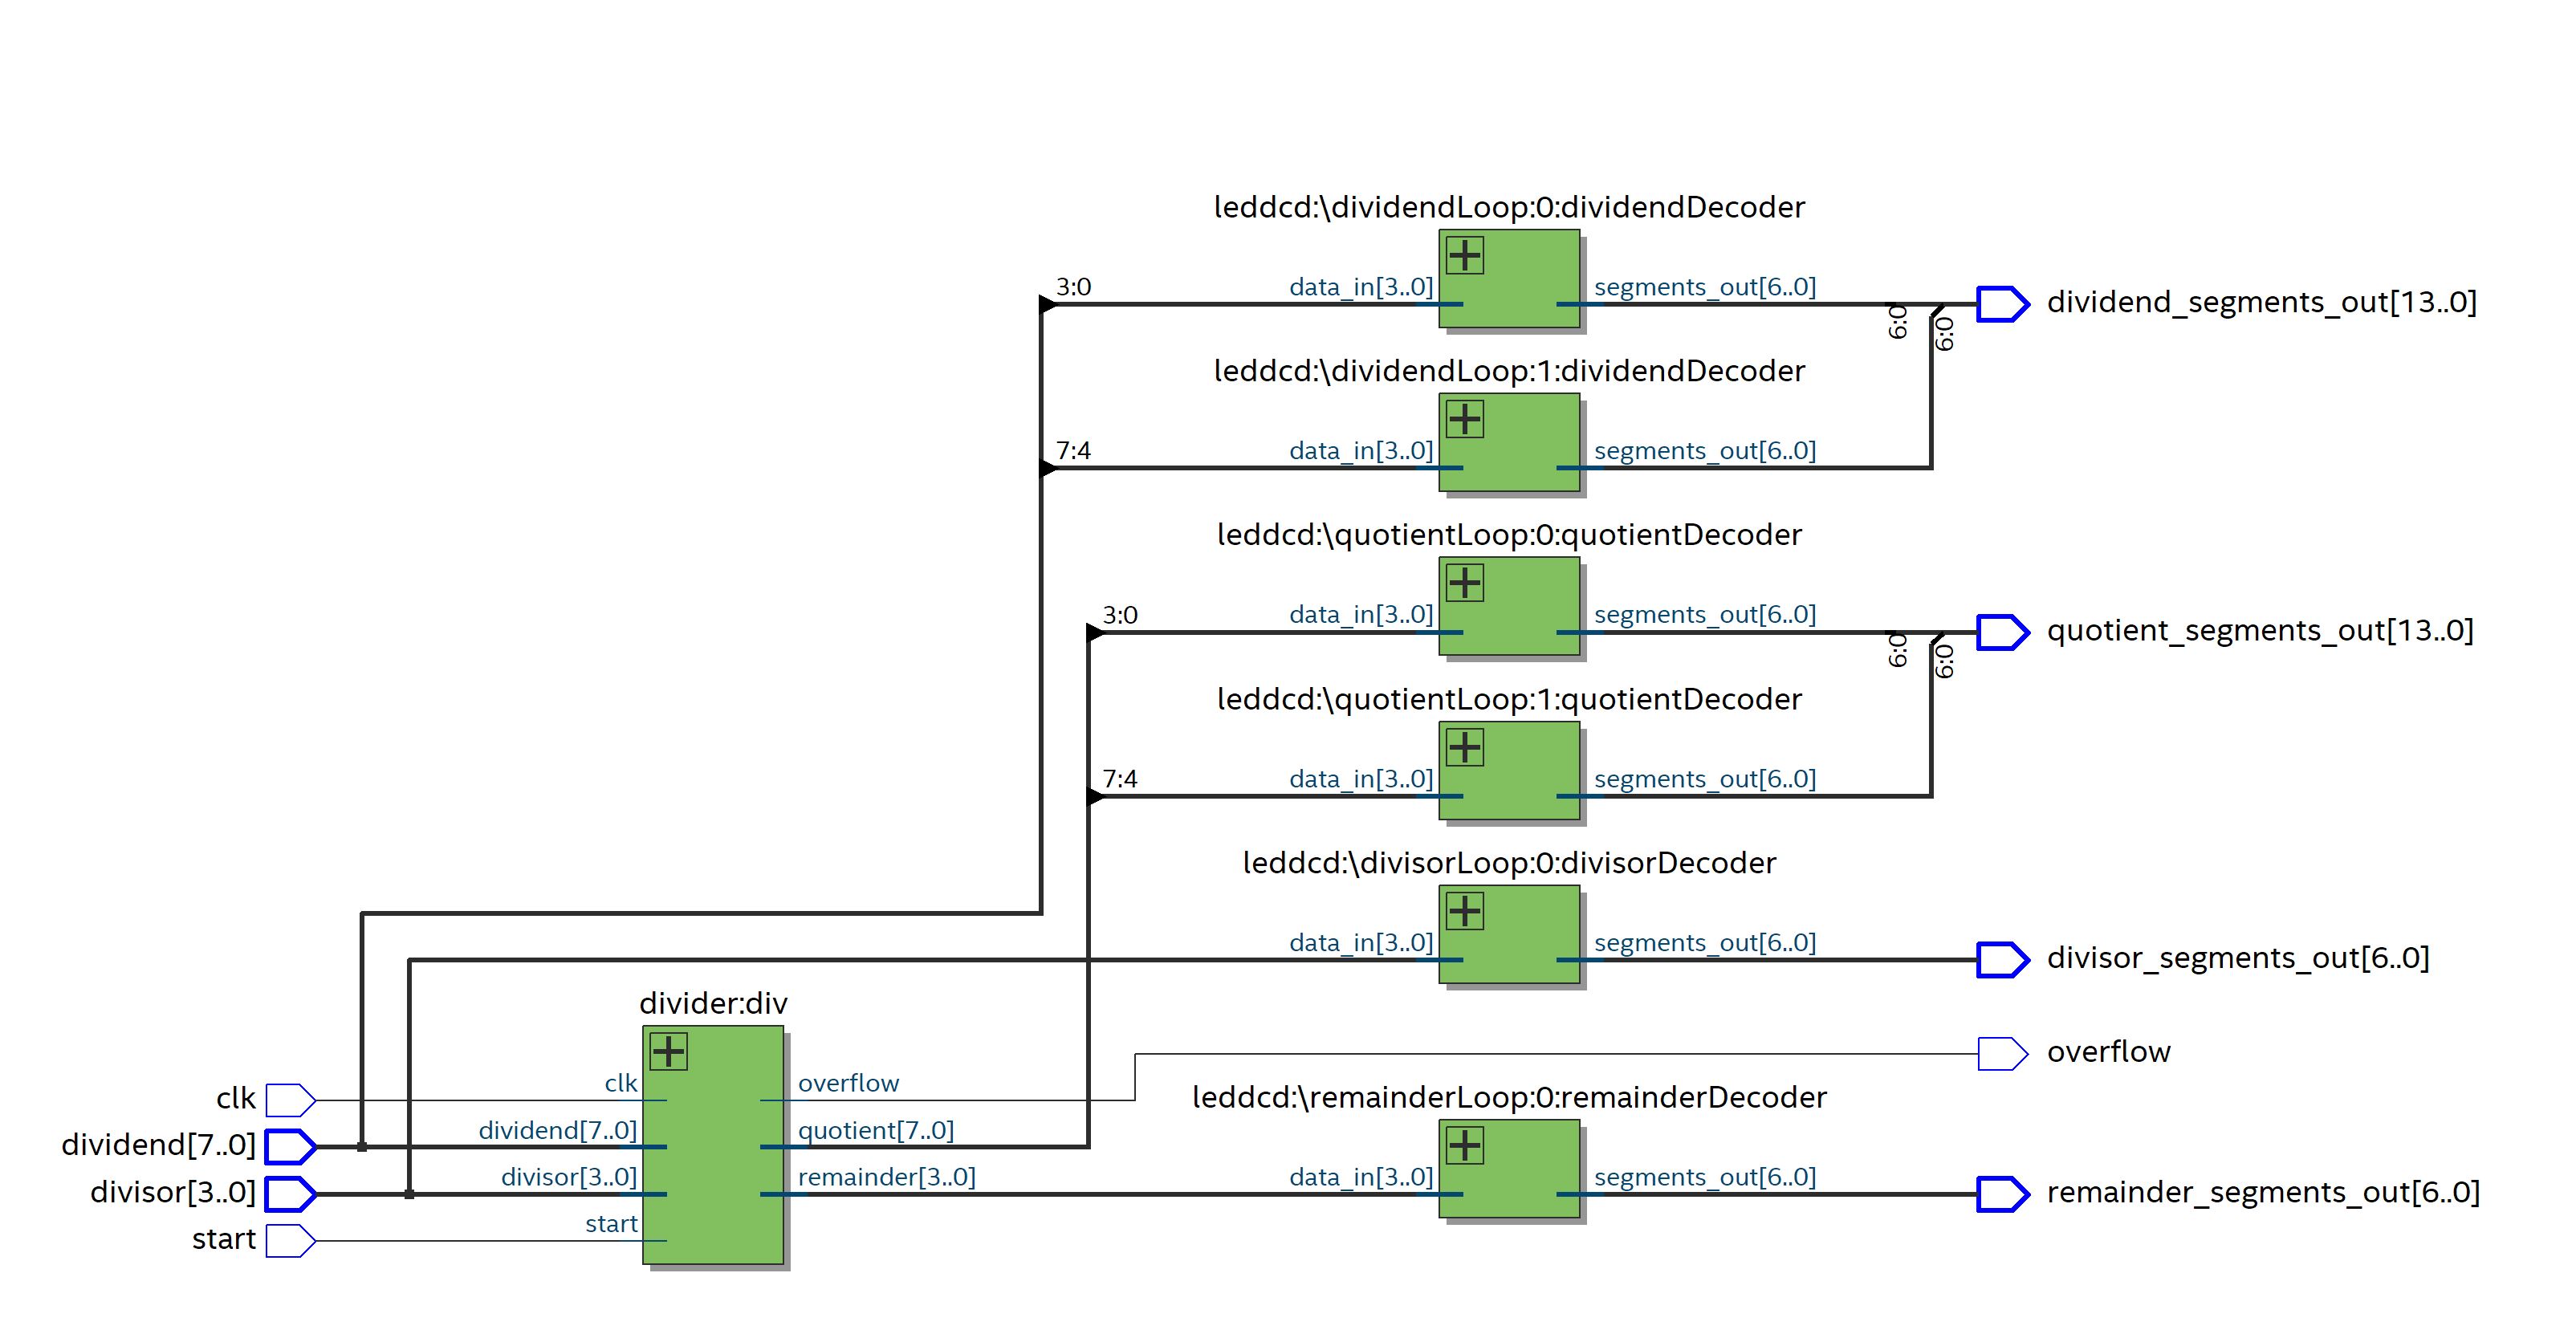 leddcd:\dividendLoop:0:dividendDecoder
3:0 data_in[3..0] segments_out[6..0] 6:0 6:0 dividend_segments_out[13..0]
leddcd:\dividendLoop:1:dividendDecoder
7:4 data_in[3..0] segments_out[6..0]
leddcd:\quotientLoop:0:quotientDecoder
3:0 data_in[3..0] segments_out[6..0] 6:0 6:0 quotient_segments_out[13..0]
leddcd:\quotientLoop:1:quotientDecoder
7:4 data_in[3..0] segments_out[6..0]
leddcd:\divisorLoop:0:divisorDecoder
data_in[3..0] segments_out[6..0] divisor_segments_out[6..0]
divider:div
overflow
clk clk overflow
leddcd:\remainderLoop:0:remainderDecoder
dividend[7..0] dividend[7..0] quotient[7..0]
divisor[3..0] divisor[3..0] remainder[3..0] data_in[3..0] segments_out[6..0] remainder_segments_out[6..0]
start start